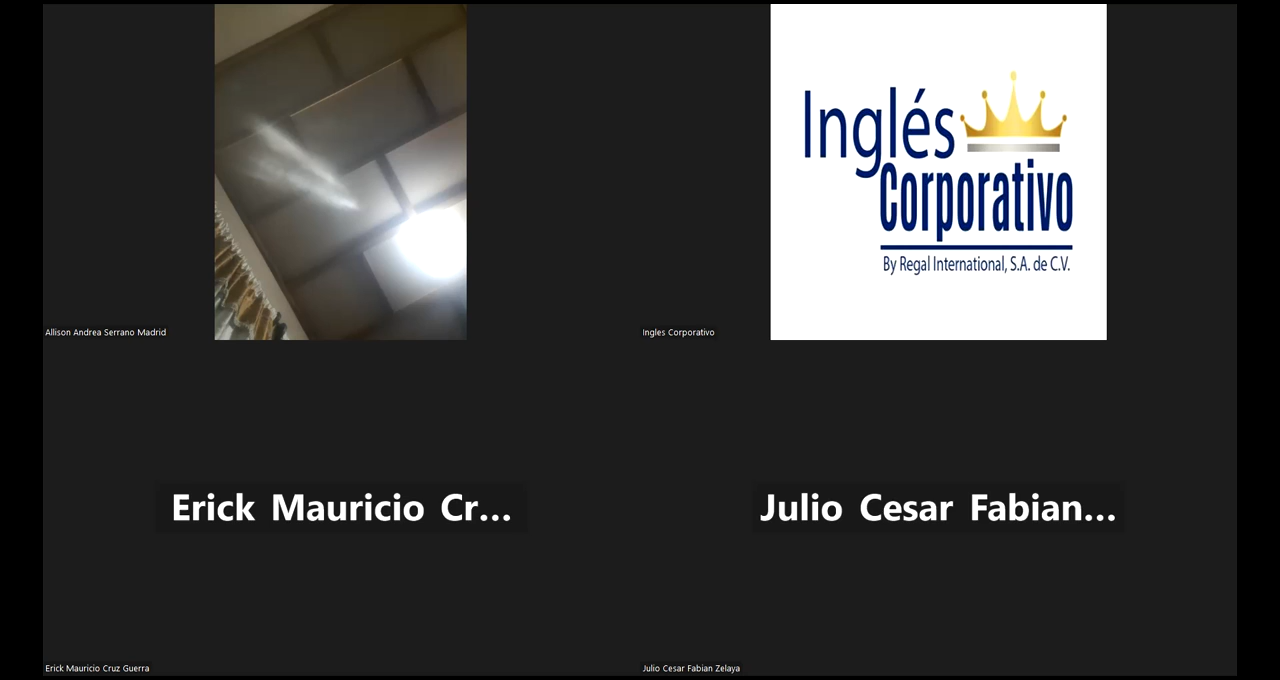 Inglés
Corporativo
By Regal International, S.A. de C.V.
Allison Andrea Serrano Madrid
Ingles Corporativo
Erick Mauricio Cr...
Julio Cesar Fabian...
Erick Mauricio Cruz Guerra
Julio Cesar Fabian Zelaya